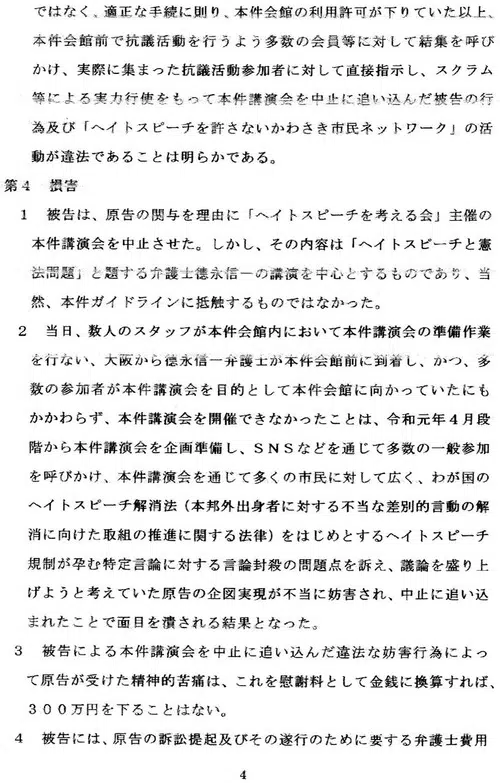 ではなく、適正な手続に則り、本件会館の利用許可が下りていた以上、
本件会館前で抗議活動を行うよう多数の会員等に対して結集を呼び
かけ、実際に集まった抗議活動参加者に対して直接指示し、スクラム
等による実力行使をもって本件講演会を中止に追い込んだ被告の行
為及び「ヘイトスピーチを許さないかわさき市民ネットワーク」の活
動が違法であることは明らかである。
第4 損害
1 被告は、原告の関与を理由に「ヘイトスピーチを考える会」主催の
本件講演会を中止させた。しかし、その内容は「ヘイトスピーチと憲
法問題」と題する弁護士德永信一の講演を中心とするものであり、当
然、本件ガイドラインに抵触するものではなかった。
2 当日、数人のスタッフが本件会館内において本件講演会の準備作業
を行ない、大阪から德永信一弁護士が本件会館前に到着し、かつ、多
数の参加者が本件講演会を目的として本件会館に向かっていたにも
かかわらず、本件講演会を開催できなかったことは、令和元年4月段
階から本件講演会を企画準備し、SNSなどを通じて多数の一般参加
を呼びかけ、本件講演会を通じて多くの市民に対して広く、わが国の
ヘイトスピーチ解消法（本邦外出身者に対する不当な差別的言動の解
消に向けた取組の推進に関する法律）をはじめとするヘイトスピーチ
規制が孕む特定言論に対する言論封殺の問題点を訴え、議論を盛り上
げようと考えていた原告の企図実現が不当に妨害され、中止に追い込
まれたことで面目を潰される結果となった。
3 被告による本件講演会を中止に追い込んだ違法な妨害行為によっ
て原告が受けた精神的苦痛は、これを慰謝料として金銭に換算すれば、
300万円を下ることはない。
4 被告には、原告の訴訟提起及びその遂行のために要する弁護士費用
4